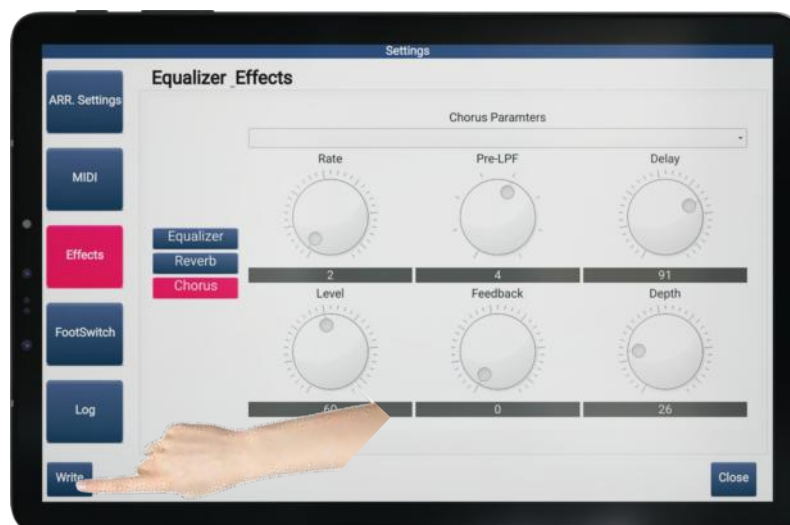 Settings
Equalizer_Effects
ARR. Settings
MIDI
Effects
FootSwitch
Log
Write
Equalizer
Reverb
Chorus
Chorus Paramters
Rate
Pre-LPF
Delay
2
4
91
Level
Feedback
Depth
60
0
26
Close